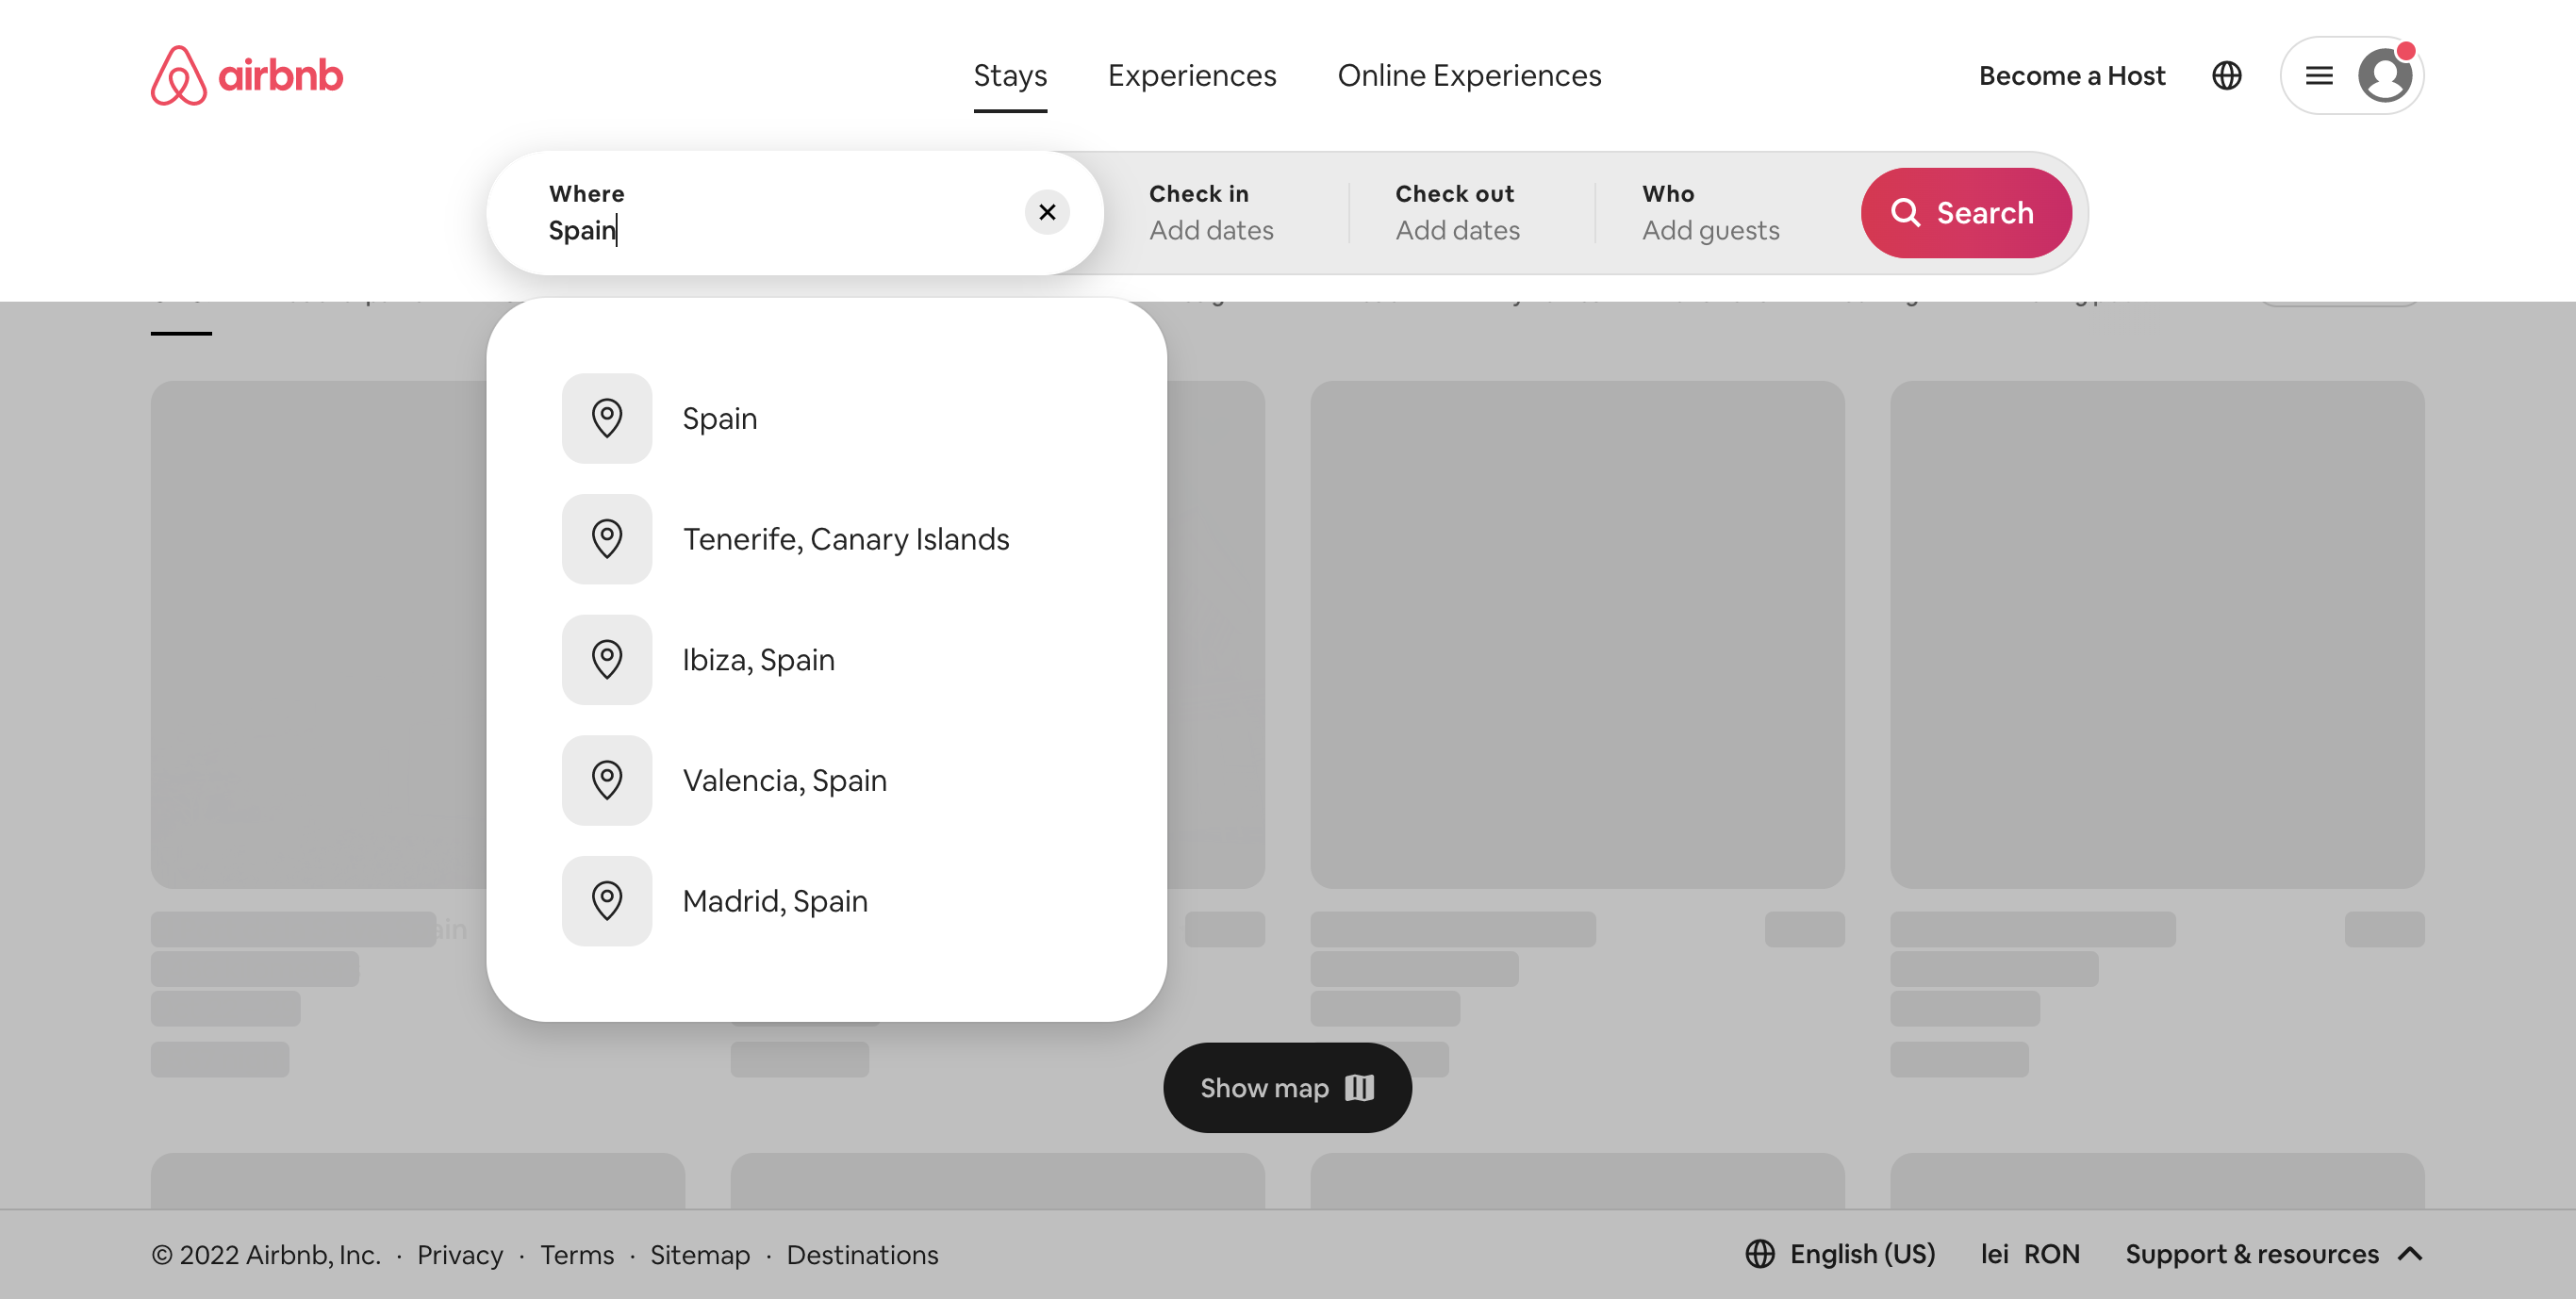 airbnb
Stays
Experiences
Online Experiences
Become a Host
Where
Spain
Check in
Add dates
Check out
Add dates
Who
Add guests
Search
Spain
Tenerife, Canary Islands
Ibiza, Spain
Valencia, Spain
Madrid, Spain
Show map
© 2022 Airbnb, Inc. · Privacy · Terms · Sitemap · Destinations
English (US)
lei RON
Support & resources